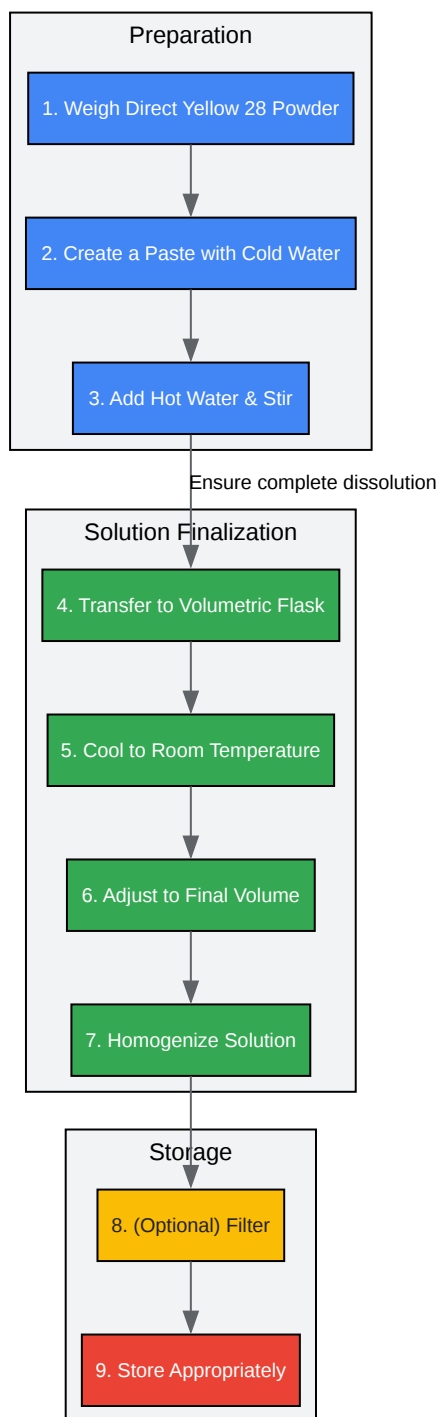 Preparation
1. Weigh Direct Yellow 28 Powder
2. Create a Paste with Cold Water
3. Add Hot Water & Stir
Ensure complete dissolution
Solution Finalization
4. Transfer to Volumetric Flask
5. Cool to Room Temperature
6. Adjust to Final Volume
7. Homogenize Solution
Storage
8. (Optional) Filter
9. Store Appropriately